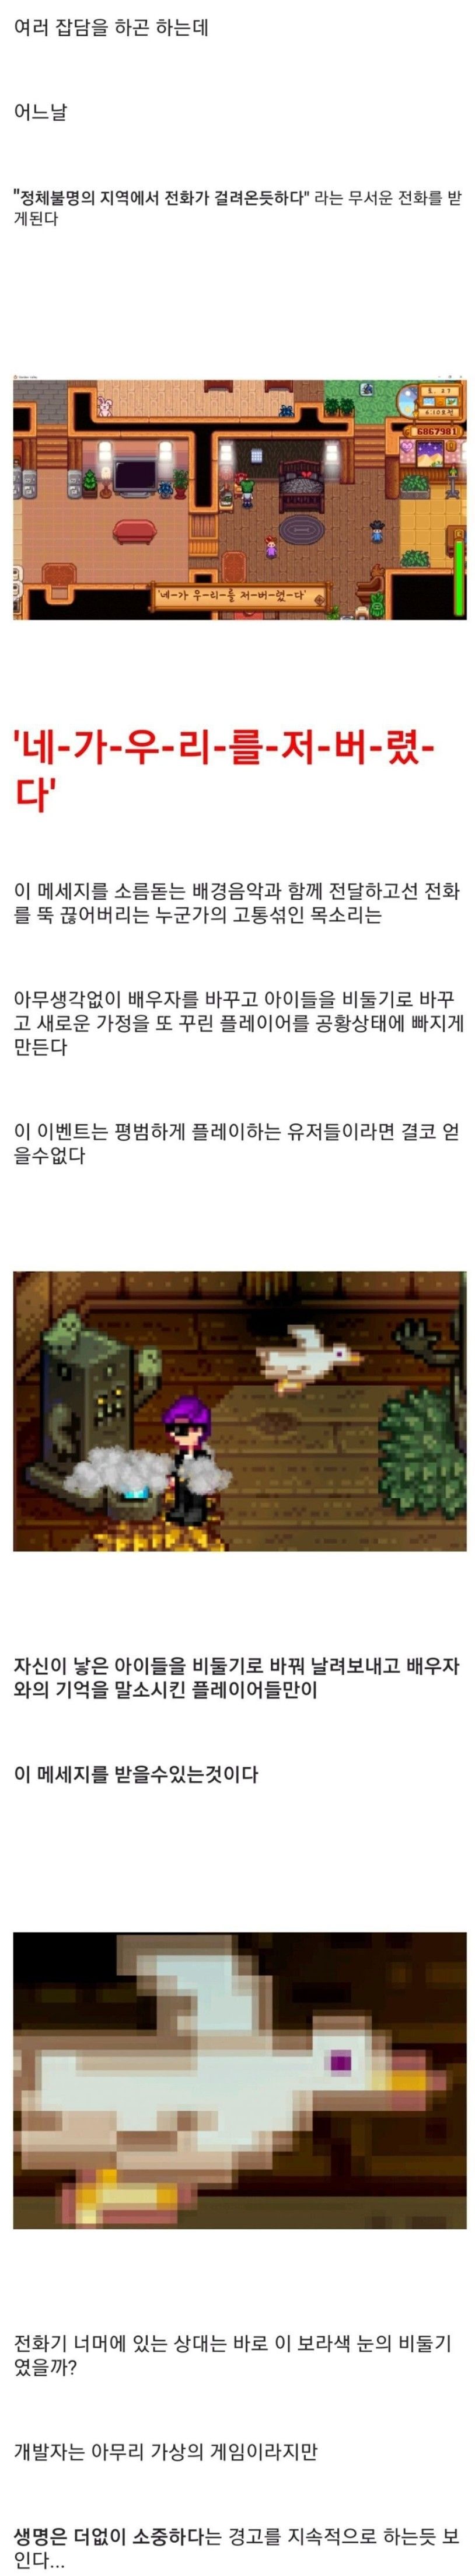 여러 잡담을 하곤 하는데
어느날
"정체불명의 지역에서 전화가 걸려온듯하다" 라는 무서운 전화를 받
게된다
6867981
'네-가 우-리-를 저-버-렸-다'
'네-가-우-리-를-저-버-렸-
다'
이 메세지를 소름돋는 배경음악과 함께 전달하고선 전화
를 뚝 끊어버리는 누군가의 고통섞인 목소리는
아무생각없이 배우자를 바꾸고 아이들을 비둘기로 바꾸
고 새로운 가정을 또 꾸린 플레이어를 공황상태에 빠지게
만든다
이 이벤트는 평범하게 플레이하는 유저들이라면 결코 얻
을수없다
자신이 낳은 아이들을 비둘기로 바꿔 날려보내고 배우자
와의 기억을 말소시킨 플레이어들만이
이 메세지를 받을수있는것이다
전화기 너머에 있는 상대는 바로 이 보라색 눈의 비둘기
였을까?
개발자는 아무리 가상의 게임이라지만
생명은 더없이 소중하다는 경고를 지속적으로 하는듯 보
인다...